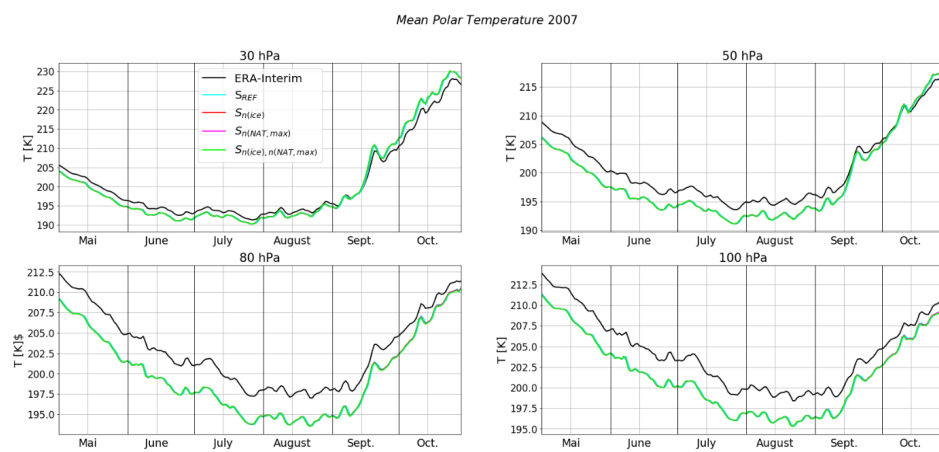 Mean Polar Temperature 2007
30 hPa
T [K]
230
225
220
215
210
205
200
195
190
ERA-Interim
S_REF
S_n(ice)
S_n(NAT,max)
S_n(ice),n(NAT,max)
Mai June July August Sept. Oct.
50 hPa
T [K]
215
210
205
200
195
190
Mai June July August Sept. Oct.
80 hPa
T [K]$
212.5
210.0
207.5
205.0
202.5
200.0
197.5
195.0
Mai June July August Sept. Oct.
100 hPa
T [K]
212.5
210.0
207.5
205.0
202.5
200.0
197.5
195.0
Mai June July August Sept. Oct.